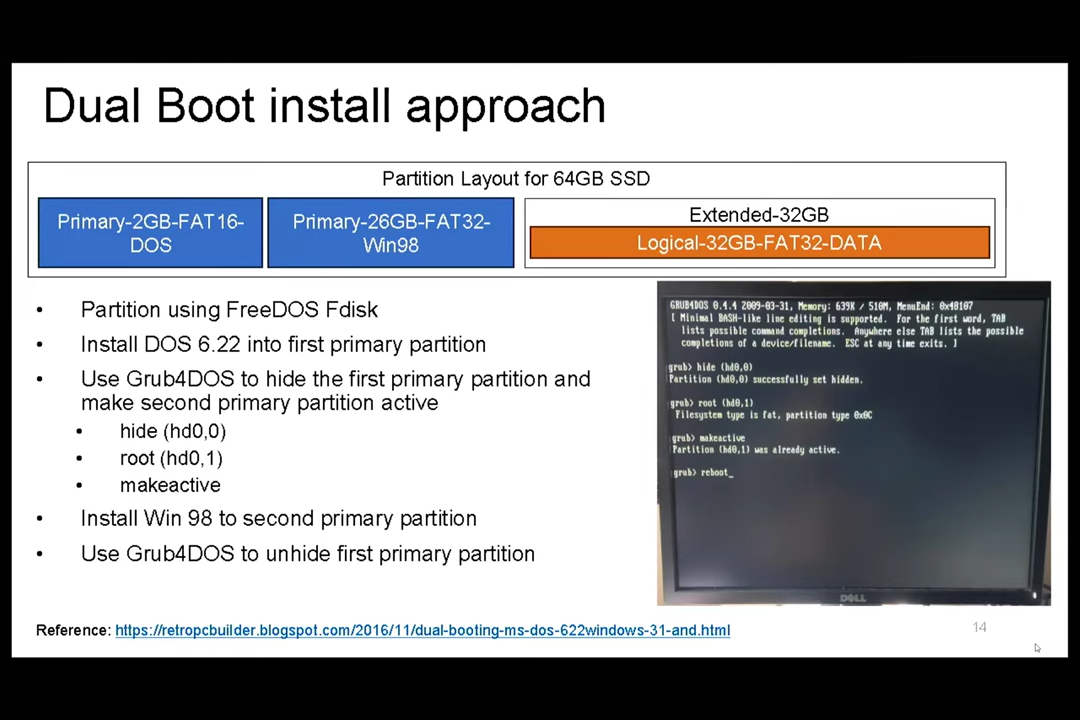 Dual Boot install approach
Partition Layout for 64GB SSD
Primary-2GB-FAT16-
DOS
Primary-26GB-FAT32-
Win98
Extended-32GB
Logical-32GB-FAT32-DATA
• Partition using FreeDOS Fdisk
• Install DOS 6.22 into first primary partition
• Use Grub4DOS to hide the first primary partition and
make second primary partition active
• hide (hd0,0)
• root (hd0,1)
• makeactive
• Install Win 98 to second primary partition
• Use Grub4DOS to unhide first primary partition
GRUB4DOS 0.4.4 2009-03-31, Memory: 639K / 510M, MenuEnd: 0x48107
[ Minimal BASH-like line editing is supported. For the first word, TAB
lists possible command completions. Anywhere else TAB lists the possible
completions of a device/filename. ESC at any time exits. ]
grub> hide (hd0,0)
Partition (hd0,0) successfully set hidden.
grub> root (hd0,1)
Filesystem type is fat, partition type 0x0C
grub> makeactive
Partition (hd0,1) was already active.
grub> reboot_
DELL
Reference: https://retropcbuilder.blogspot.com/2016/11/dual-booting-ms-dos-622windows-31-and.html
14